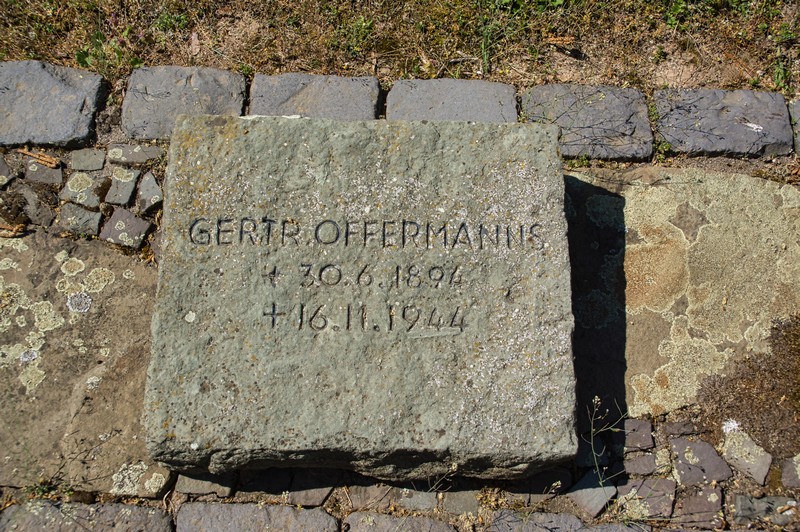 GERTR. OFFERMANNS
* 30.6.1894
+ 16.11.1944